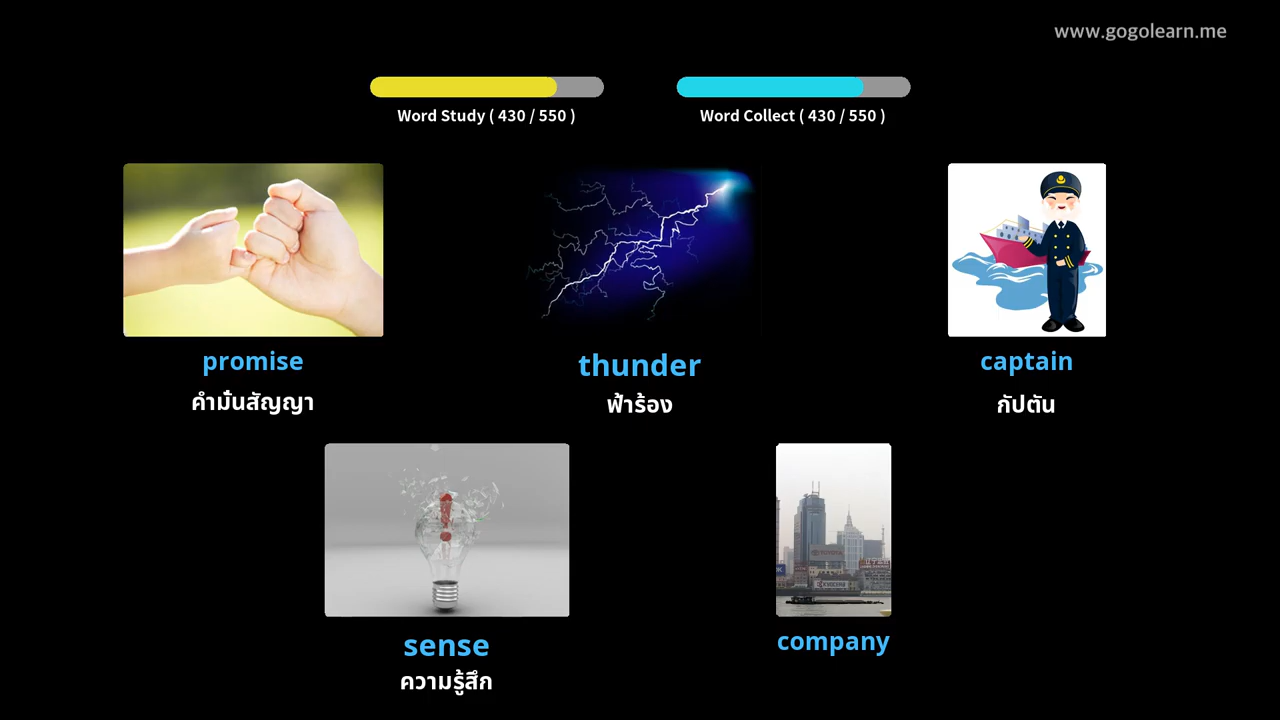 www.gogolearn.me
Word Study ( 430 / 550 )
Word Collect ( 430 / 550 )
promise
thunder
captain
คำมั่นสัญญา
ฟ้าร้อง
กัปตัน
TOYOTA
KYOCERA
sense
company
ความรู้สึก